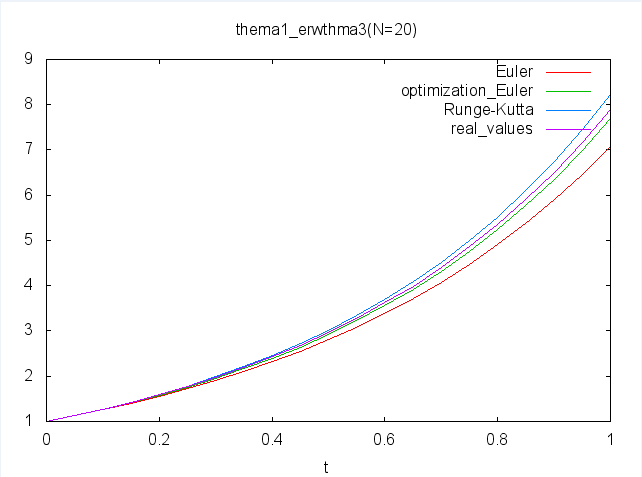 thema1_erwthma3(N=20)
9
8
7
6
5
4
3
2
1
Euler
optimization_Euler
Runge-Kutta
real_values
0
0.2
0.4
0.6
0.8
1
t